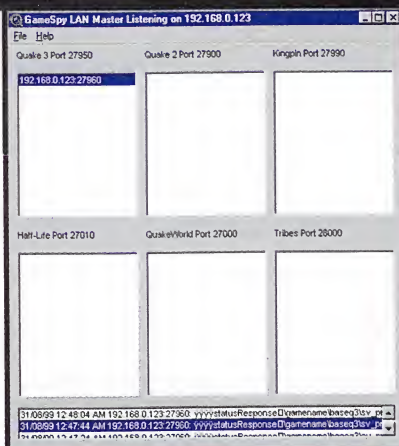 GameSpy LAN Master Listening on 192.168.0.123
File Help
Quake 3 Port 27950
Quake 2 Port 27900
Kingpin Port 27990
192.168.0.123:27960
Half-Life Port 27010
QuakeWorld Port 27000
Tribes Port 28000
31/08/99 12:48:04 AM 192.168.0.123:27960: ÿÿÿÿstatusResponse□\gamename\baseq3\sv_pr
31/08/99 12:47:44 AM 192.168.0.123:27960: ÿÿÿÿstatusResponse□\gamename\baseq3\sv_pr